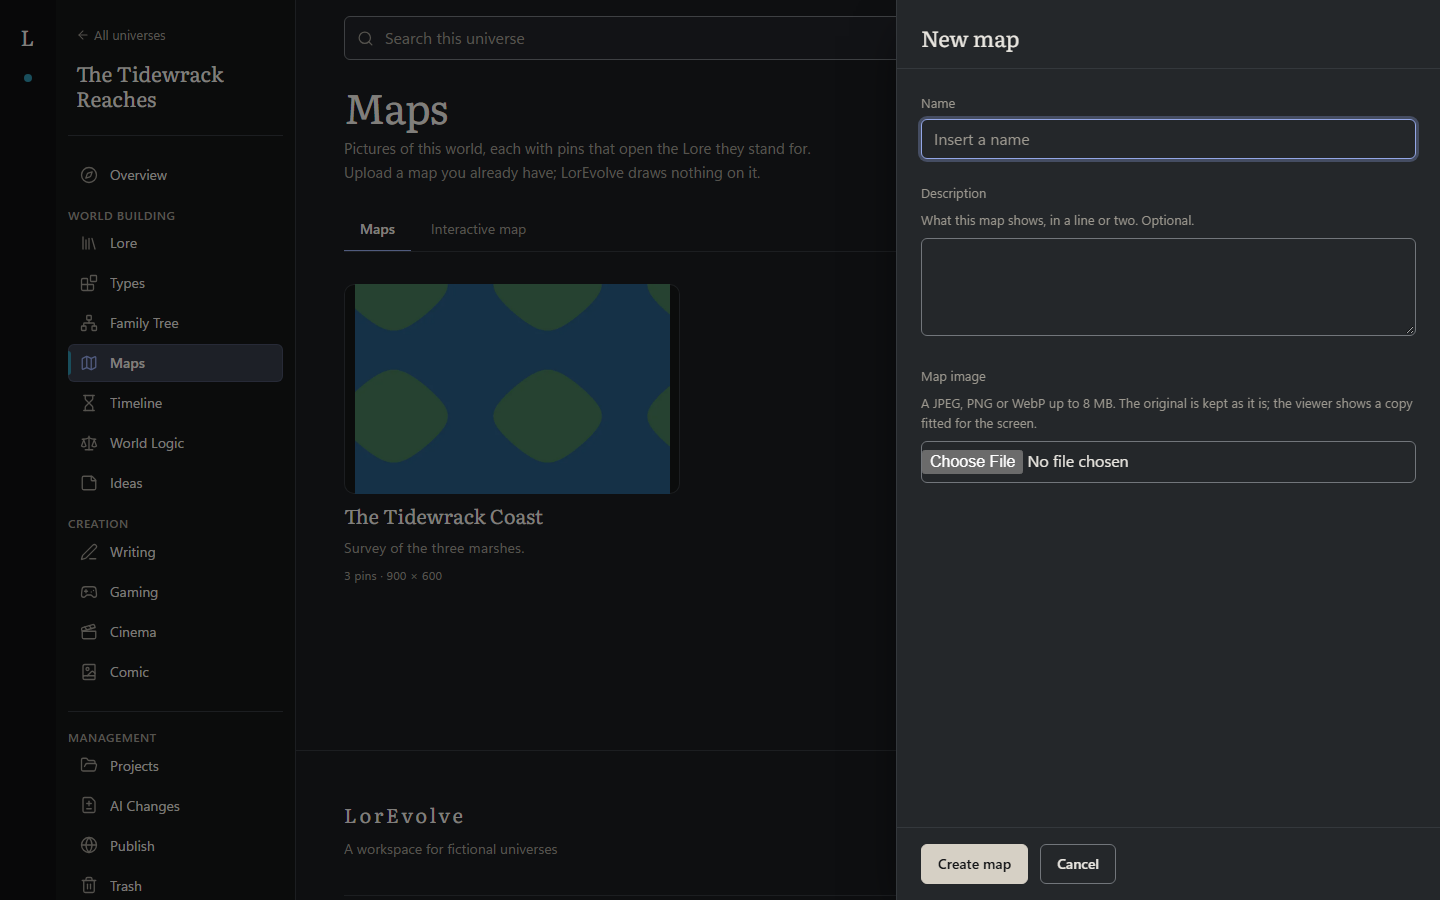 L
All universes
The Tidewrack
Reaches
Overview
WORLD BUILDING
Lore
Types
Family Tree
Maps
Timeline
World Logic
Ideas
CREATION
Writing
Gaming
Cinema
Comic
MANAGEMENT
Projects
AI Changes
Publish
Trash
Search this universe
Maps
Pictures of this world, each with pins that open the Lore they stand for.
Upload a map you already have; LorEvolve draws nothing on it.
Maps
Interactive map
The Tidewrack Coast
Survey of the three marshes.
3 pins · 900 × 600
LorEvolve
A workspace for fictional universes
New map
Name
Insert a name
Description
What this map shows, in a line or two. Optional.
Map image
A JPEG, PNG or WebP up to 8 MB. The original is kept as it is; the viewer shows a copy
fitted for the screen.
Choose File No file chosen
Create map
Cancel